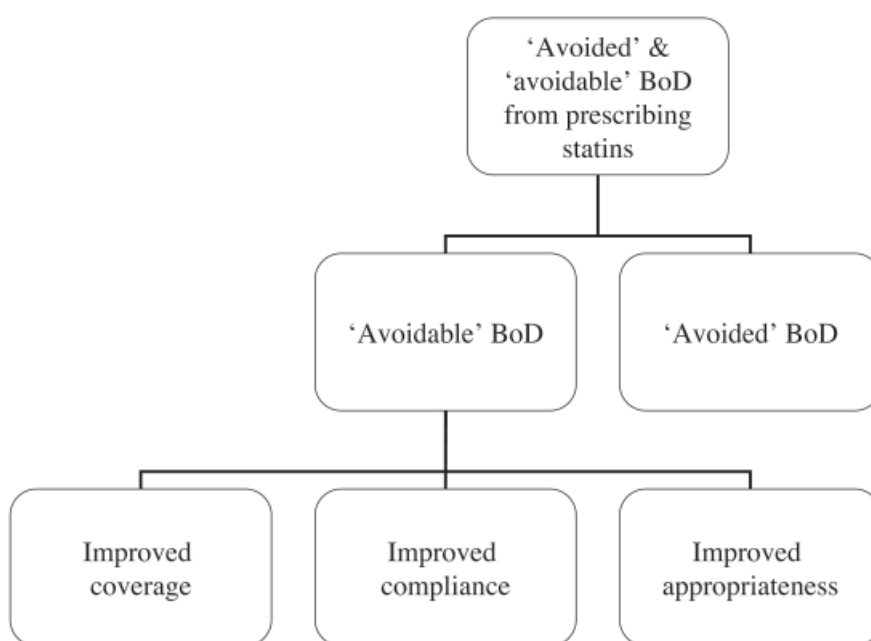 ‘Avoided’ &
‘avoidable’ BoD
from prescribing
statins
‘Avoidable’ BoD
‘Avoided’ BoD
Improved
coverage
Improved
compliance
Improved
appropriateness